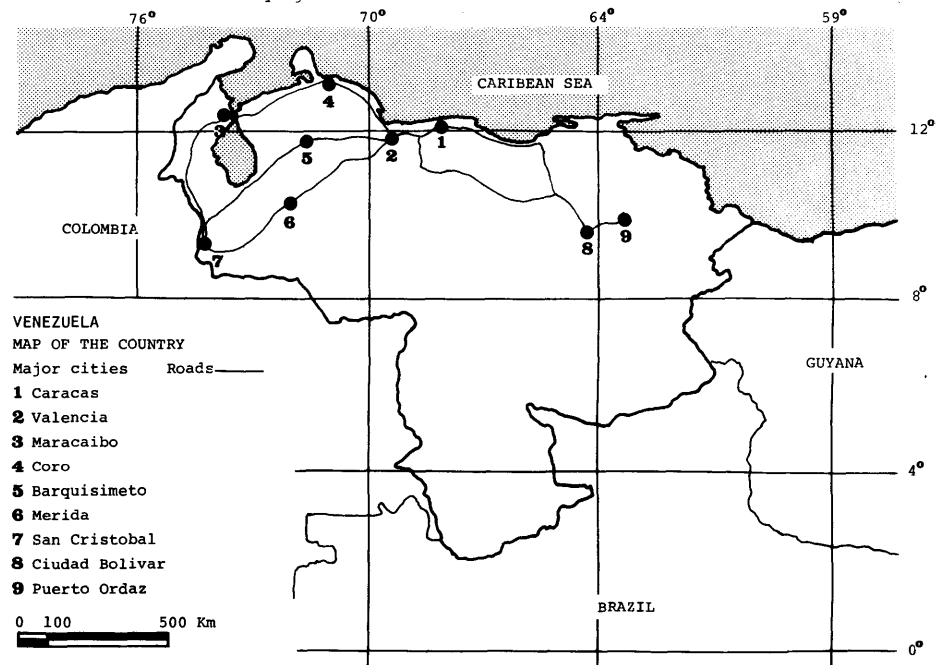 76° 70° 64° 59°
CARIBEAN SEA
4
3
12°
1
5
2
6
COLOMBIA
8 9
7
8°
VENEZUELA
MAP OF THE COUNTRY
Major cities Roads
1 Caracas
2 Valencia
3 Maracaibo
4 Coro
5 Barquisimeto
6 Merida
7 San Cristobal
8 Ciudad Bolivar
9 Puerto Ordaz
GUYANA
4°
BRAZIL
0 100 500 Km
0°